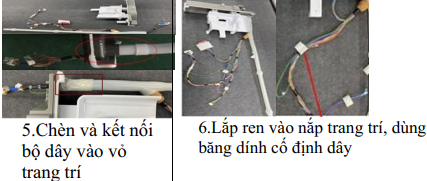 5.Chèn và kết nối
bộ dây vào vỏ
trang trí
6.Lắp ren vào nắp trang trí, dùng
băng dính cố định dây